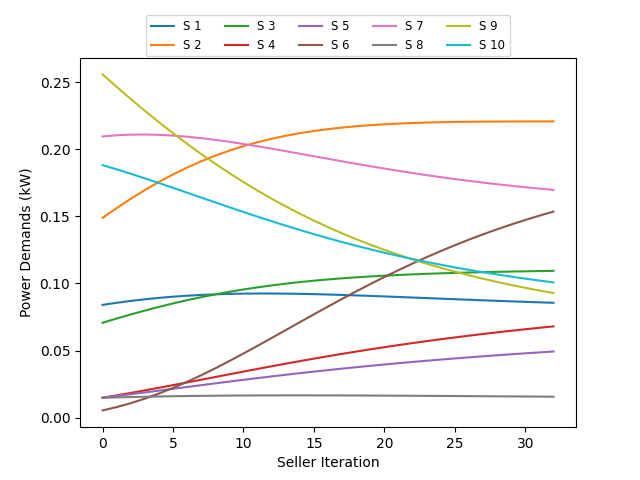 S 1 S 3 S 5 S 7 S 9
S 2 S 4 S 6 S 8 S 10
0.25
0.20
0.15
0.10
0.05
0.00
Power Demands (kW)
0 5 10 15 20 25 30
Seller Iteration